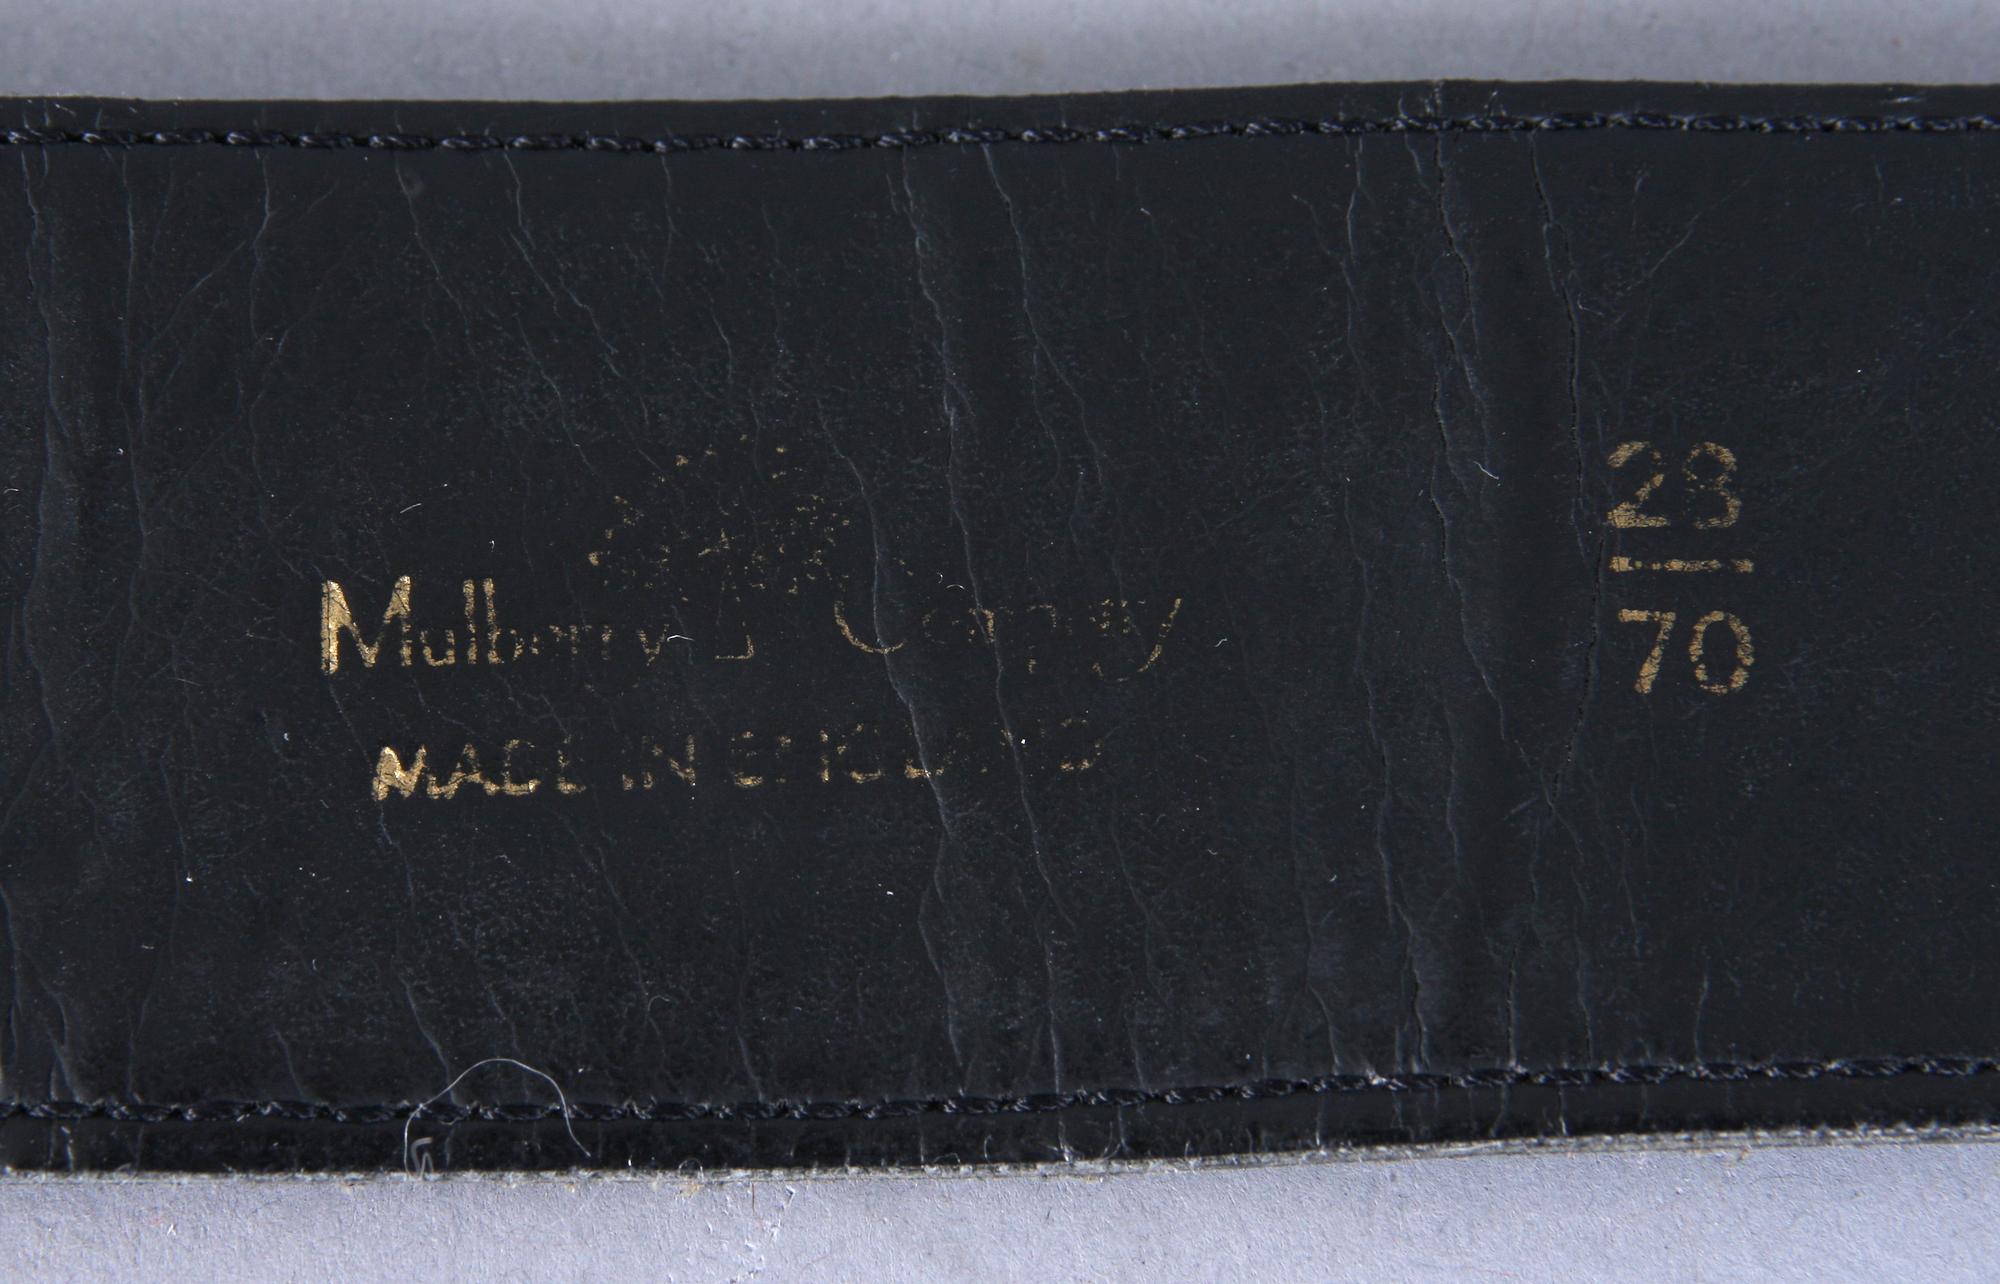 Mulberry Company
MADE IN ENGLAND
28
70